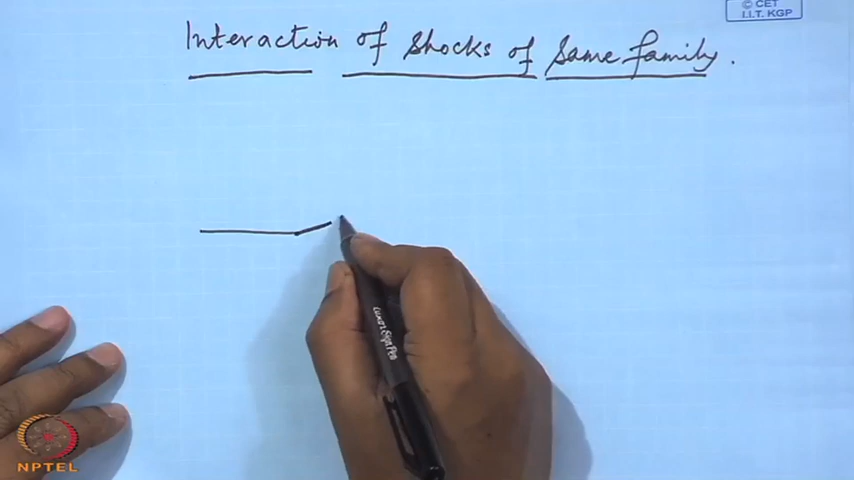 © CET
I.I.T. KGP
Interaction of shocks of same family.
NPTEL